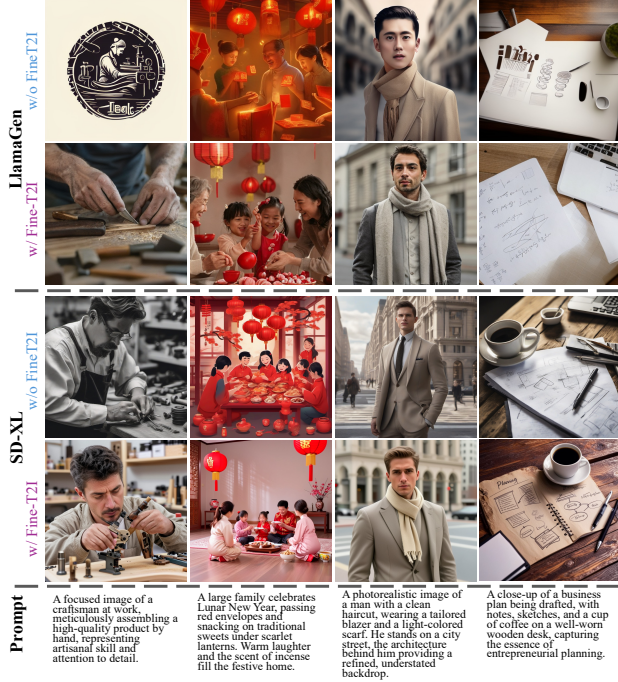 LlamaGen
w/o FineT2I
w/ Fine-T2I
SD-XL
w/o FineT2I
w/ Fine-T2I
Planning
Prompt
A focused image of a
craftsman at work,
meticulously assembling a
high-quality product by
hand, representing
artisanal skill and
attention to detail.
A large family celebrates
Lunar New Year, passing
red envelopes and
snacking on traditional
sweets under scarlet
lanterns. Warm laughter
and the scent of incense
fill the festive home.
A photorealistic image of
a man with a clean
haircut, wearing a tailored
blazer and a light-colored
scarf. He stands on a city
street, the architecture
behind him providing a
refined, understated
backdrop.
A close-up of a business
plan being drafted, with
notes, sketches, and a cup
of coffee on a well-worn
wooden desk, capturing
the essence of
entrepreneurial planning.